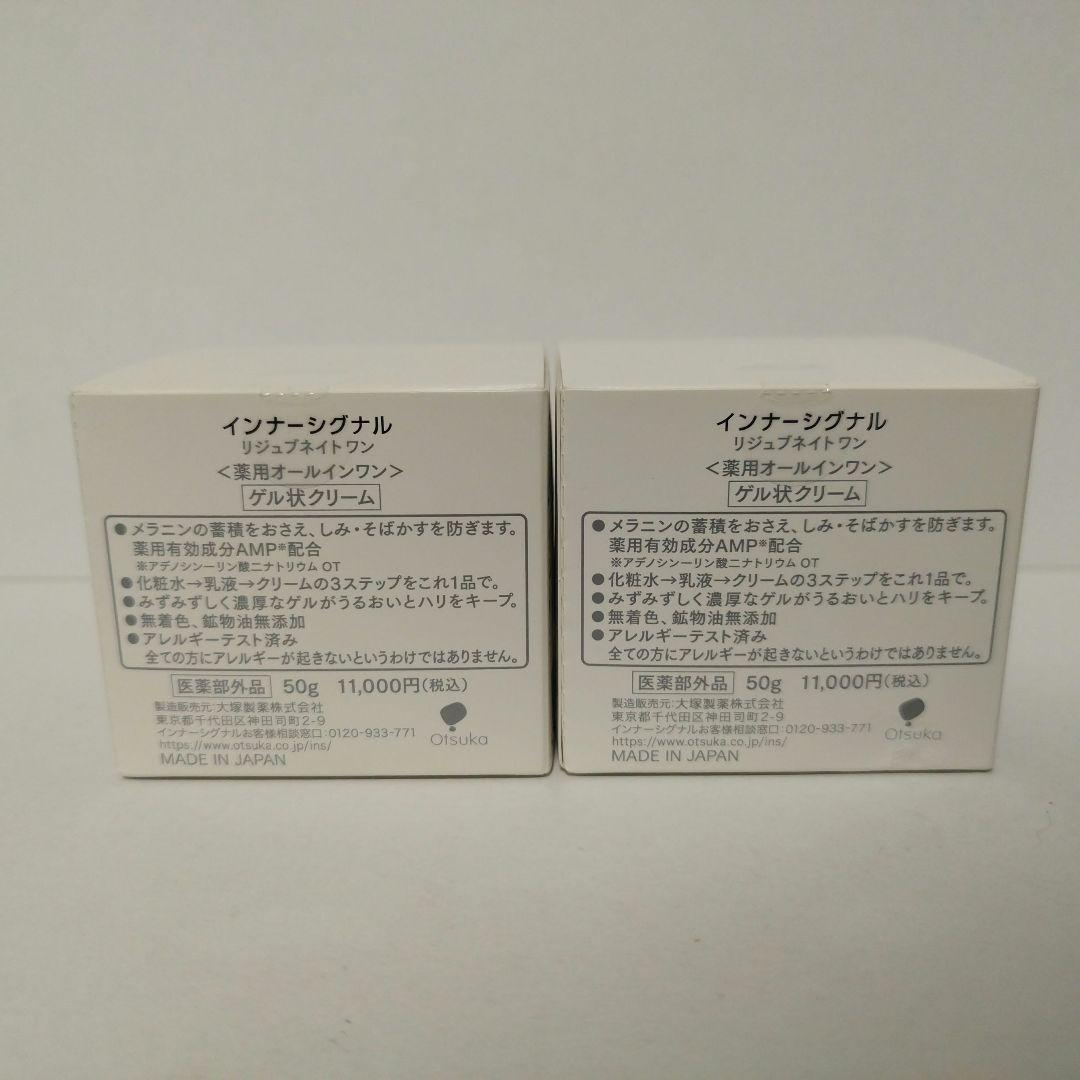 インナーシグナル
リジュブネイトワン
<薬用オールインワン>
ゲル状クリーム
●メラニンの蓄積をおさえ、しみ・そばかすを防ぎます。
薬用有効成分AMP※配合
※アデノシン一リン酸二ナトリウム OT
●化粧水→乳液→クリームの3ステップをこれ1品で。
●みずみずしく濃厚なゲルがうるおいとハリをキープ。
●無着色、鉱物油無添加
●アレルギーテスト済み
全ての方にアレルギーが起きないというわけではありません。
医薬部外品 50g 11,000円(税込)
製造販売元:大塚製薬株式会社
東京都千代田区神田司町2-9
インナーシグナルお客様相談窓口:0120-933-771
https://www.otsuka.co.jp/ins/
MADE IN JAPAN
Otsuka
インナーシグナル
リジュブネイトワン
<薬用オールインワン>
ゲル状クリーム
●メラニンの蓄積をおさえ、しみ・そばかすを防ぎます。
薬用有効成分AMP※配合
※アデノシン一リン酸二ナトリウム OT
●化粧水→乳液→クリームの3ステップをこれ1品で。
●みずみずしく濃厚なゲルがうるおいとハリをキープ。
●無着色、鉱物油無添加
●アレルギーテスト済み
全ての方にアレルギーが起きないというわけではありません。
医薬部外品 50g 11,000円(税込)
製造販売元:大塚製薬株式会社
東京都千代田区神田司町2-9
インナーシグナルお客様相談窓口:0120-933-771
https://www.otsuka.co.jp/ins/
MADE IN JAPAN
Otsuka